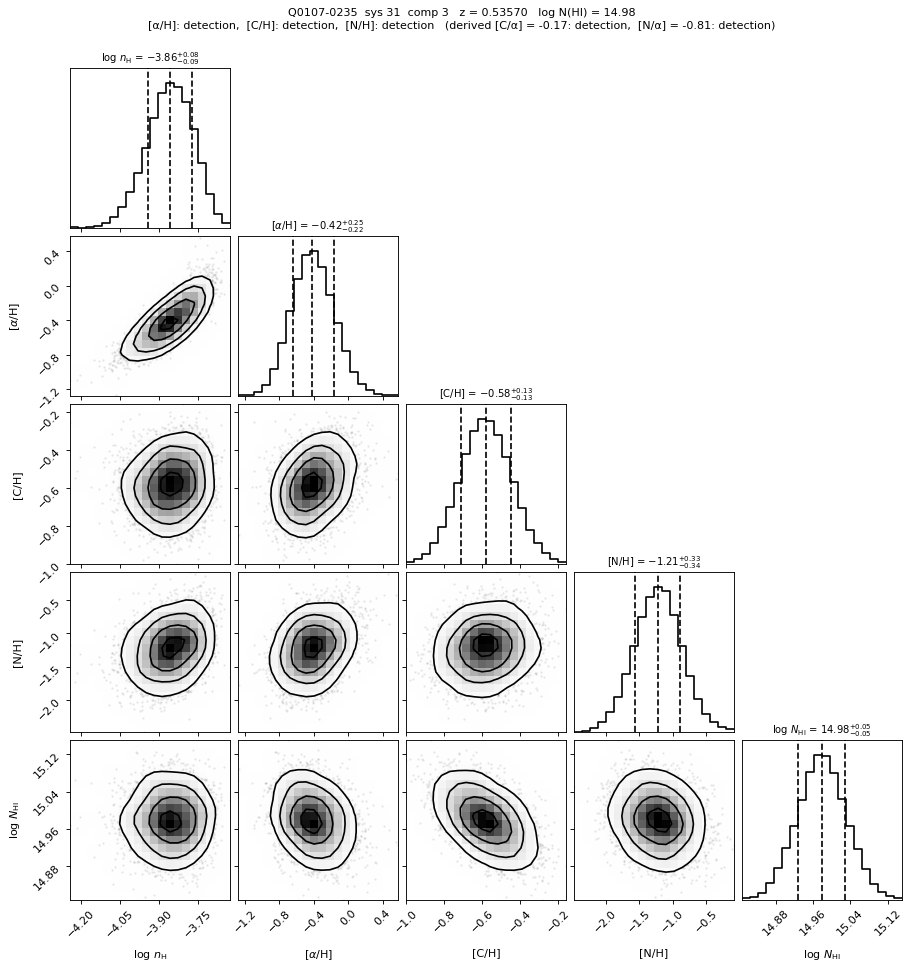 Q0107-0235  sys 31  comp 3   z = 0.53570   log N(HI) = 14.98
[α/H]: detection,  [C/H]: detection,  [N/H]: detection   (derived [C/α] = -0.17: detection,  [N/α] = -0.81: detection)
log n_H = −3.86^{+0.08}_{−0.09}
[α/H] = −0.42^{+0.25}_{−0.22}
[α/H]
0.4
0.0
−0.4
−0.8
−1.2
[C/H] = −0.58^{+0.13}_{−0.13}
[C/H]
−0.2
−0.4
−0.6
−0.8
−1.0
[N/H] = −1.21^{+0.33}_{−0.34}
[N/H]
−0.5
−1.0
−1.5
−2.0
log N_HI = 14.98^{+0.05}_{−0.05}
log N_HI
15.12
15.04
14.96
14.88
−4.20 −4.05 −3.90 −3.75
−1.2 −0.8 −0.4 0.0 0.4
−1.0 −0.8 −0.6 −0.4 −0.2
−2.0 −1.5 −1.0 −0.5
14.88 14.96 15.04 15.12
log n_H [α/H] [C/H] [N/H] log N_HI